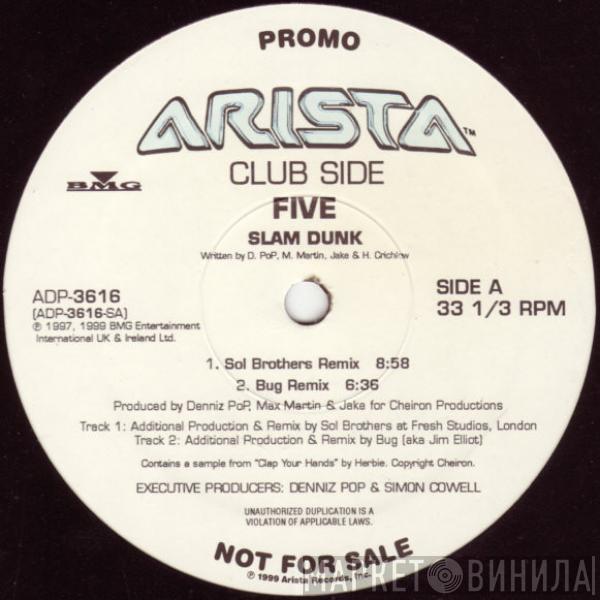 PROMO
ARISTA™
CLUB SIDE
BMG
FIVE
SLAM DUNK
Written by D. PoP, M. Martin, Jake & H. Crichlow
ADP-3616
(ADP-3616-SA)
℗ 1997, 1999 BMG Entertainment
International UK & Ireland Ltd.
SIDE A
33 1/3 RPM
1. Sol Brothers Remix 8:58
2. Bug Remix 6:36
Produced by Denniz PoP, Max Martin & Jake for Cheiron Productions
Track 1: Additional Production & Remix by Sol Brothers at Fresh Studios, London
Track 2: Additional Production & Remix by Bug (aka Jim Elliot)
Contains a sample from "Clap Your Hands" by Herbie. Copyright Cheiron.
EXECUTIVE PRODUCERS: DENNIZ POP & SIMON COWELL
UNAUTHORIZED DUPLICATION IS A
VIOLATION OF APPLICABLE LAWS.
NOT FOR SALE
℗ 1999 Arista Records, Inc.
МАРКЕТ ВИНИЛА